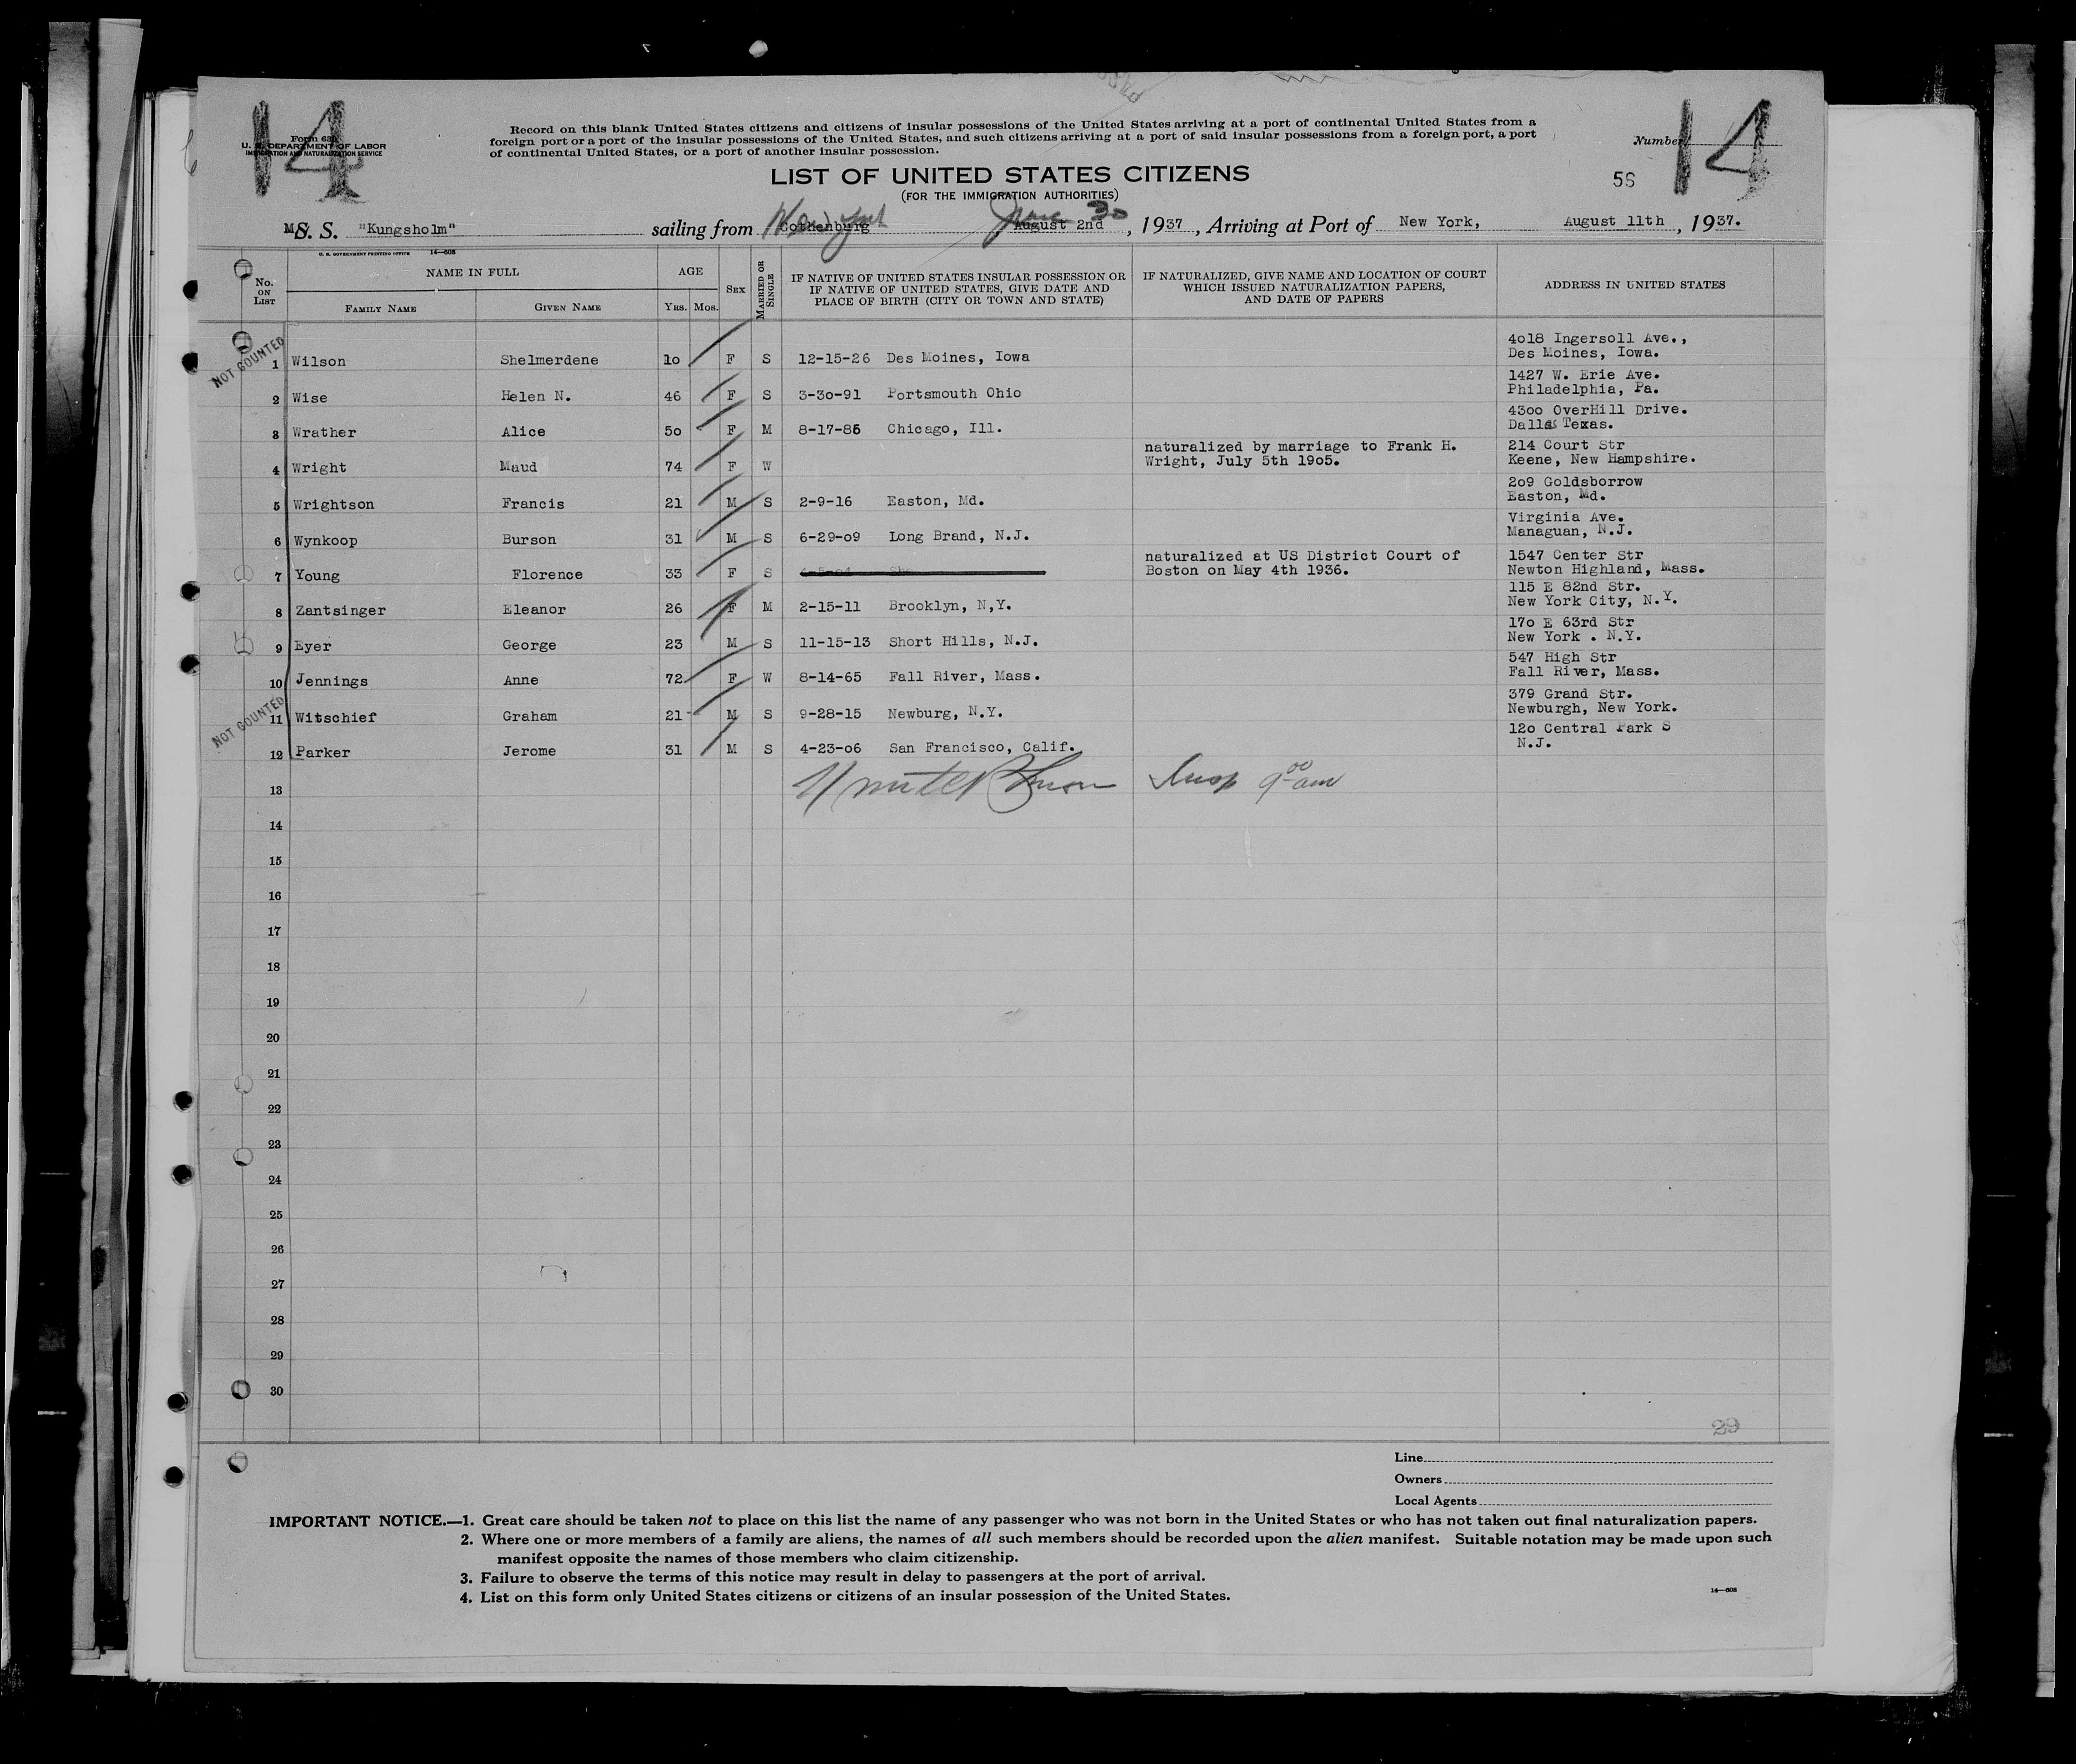 14
14
Form 630
U. S. DEPARTMENT OF LABOR
IMMIGRATION AND NATURALIZATION SERVICE
Record on this blank United States citizens and citizens of insular possessions of the United States arriving at a port of continental United States from a
foreign port or a port of the insular possessions of the United States, and such citizens arriving at a port of said insular possessions from a foreign port, a port
of continental United States, or a port of another insular possession.
Number
LIST OF UNITED STATES CITIZENS
(FOR THE IMMIGRATION AUTHORITIES)
56
New York June 30
MS. S. "Kungsholm" sailing from Gothenburg, August 2nd, 1937, Arriving at Port of New York, August 11th, 1937.
U. S. GOVERNMENT PRINTING OFFICE 14—608
No. ON LIST NAME IN FULL AGE SEX MARRIED OR SINGLE IF NATIVE OF UNITED STATES INSULAR POSSESSION OR IF NATIVE OF UNITED STATES, GIVE DATE AND PLACE OF BIRTH (CITY OR TOWN AND STATE) IF NATURALIZED, GIVE NAME AND LOCATION OF COURT WHICH ISSUED NATURALIZATION PAPERS, AND DATE OF PAPERS ADDRESS IN UNITED STATES
FAMILY NAME GIVEN NAME YRS. MOS.
NOT COUNTED
4018 Ingersoll Ave.,
1 Wilson Shelmerdene 10 F S 12-15-26 Des Moines, Iowa Des Moines, Iowa.
1427 W. Erie Ave.
2 Wise Helen N. 46 F S 3-30-91 Portsmouth Ohio Philadelphia, Pa.
4300 OverHill Drive.
3 Wrather Alice 50 F M 8-17-86 Chicago, Ill. Dallas Texas.
naturalized by marriage to Frank H. 214 Court Str
4 Wright Maud 74 F W Wright, July 5th 1905. Keene, New Hampshire.
209 Goldsborrow
5 Wrightson Francis 21 M S 2-9-16 Easton, Md. Easton, Md.
Virginia Ave.
6 Wynkoop Burson 31 M S 6-29-09 Long Brand, N.J. Managuan, N.J.
naturalized at US District Court of 1547 Center Str
7 Young Florence 33 F S Boston on May 4th 1936. Newton Highland, Mass.
115 E 82nd Str.
8 Zantsinger Eleanor 26 F M 2-15-11 Brooklyn, N,Y. New York City, N.Y.
170 E 63rd Str
9 Eyer George 23 M S 11-15-13 Short Hills, N.J. New York . N.Y.
547 High Str
10 Jennings Anne 72 F W 8-14-65 Fall River, Mass. Fall River, Mass.
NOT COUNTED
379 Grand Str.
11 Witschief Graham 21 M S 9-28-15 Newburg, N.Y. Newburgh, New York.
120 Central Park S
12 Parker Jerome 31 M S 4-23-06 San Francisco, Calif. N.J.
13 Insp 9 00 am
14
15
16
17
18
19
20
21
22
23
24
25
26
27
28
29
30
29
Line
Owners
Local Agents
IMPORTANT NOTICE.—1. Great care should be taken not to place on this list the name of any passenger who was not born in the United States or who has not taken out final naturalization papers.
2. Where one or more members of a family are aliens, the names of all such members should be recorded upon the alien manifest. Suitable notation may be made upon such
manifest opposite the names of those members who claim citizenship.
3. Failure to observe the terms of this notice may result in delay to passengers at the port of arrival.
4. List on this form only United States citizens or citizens of an insular possession of the United States.
14—608